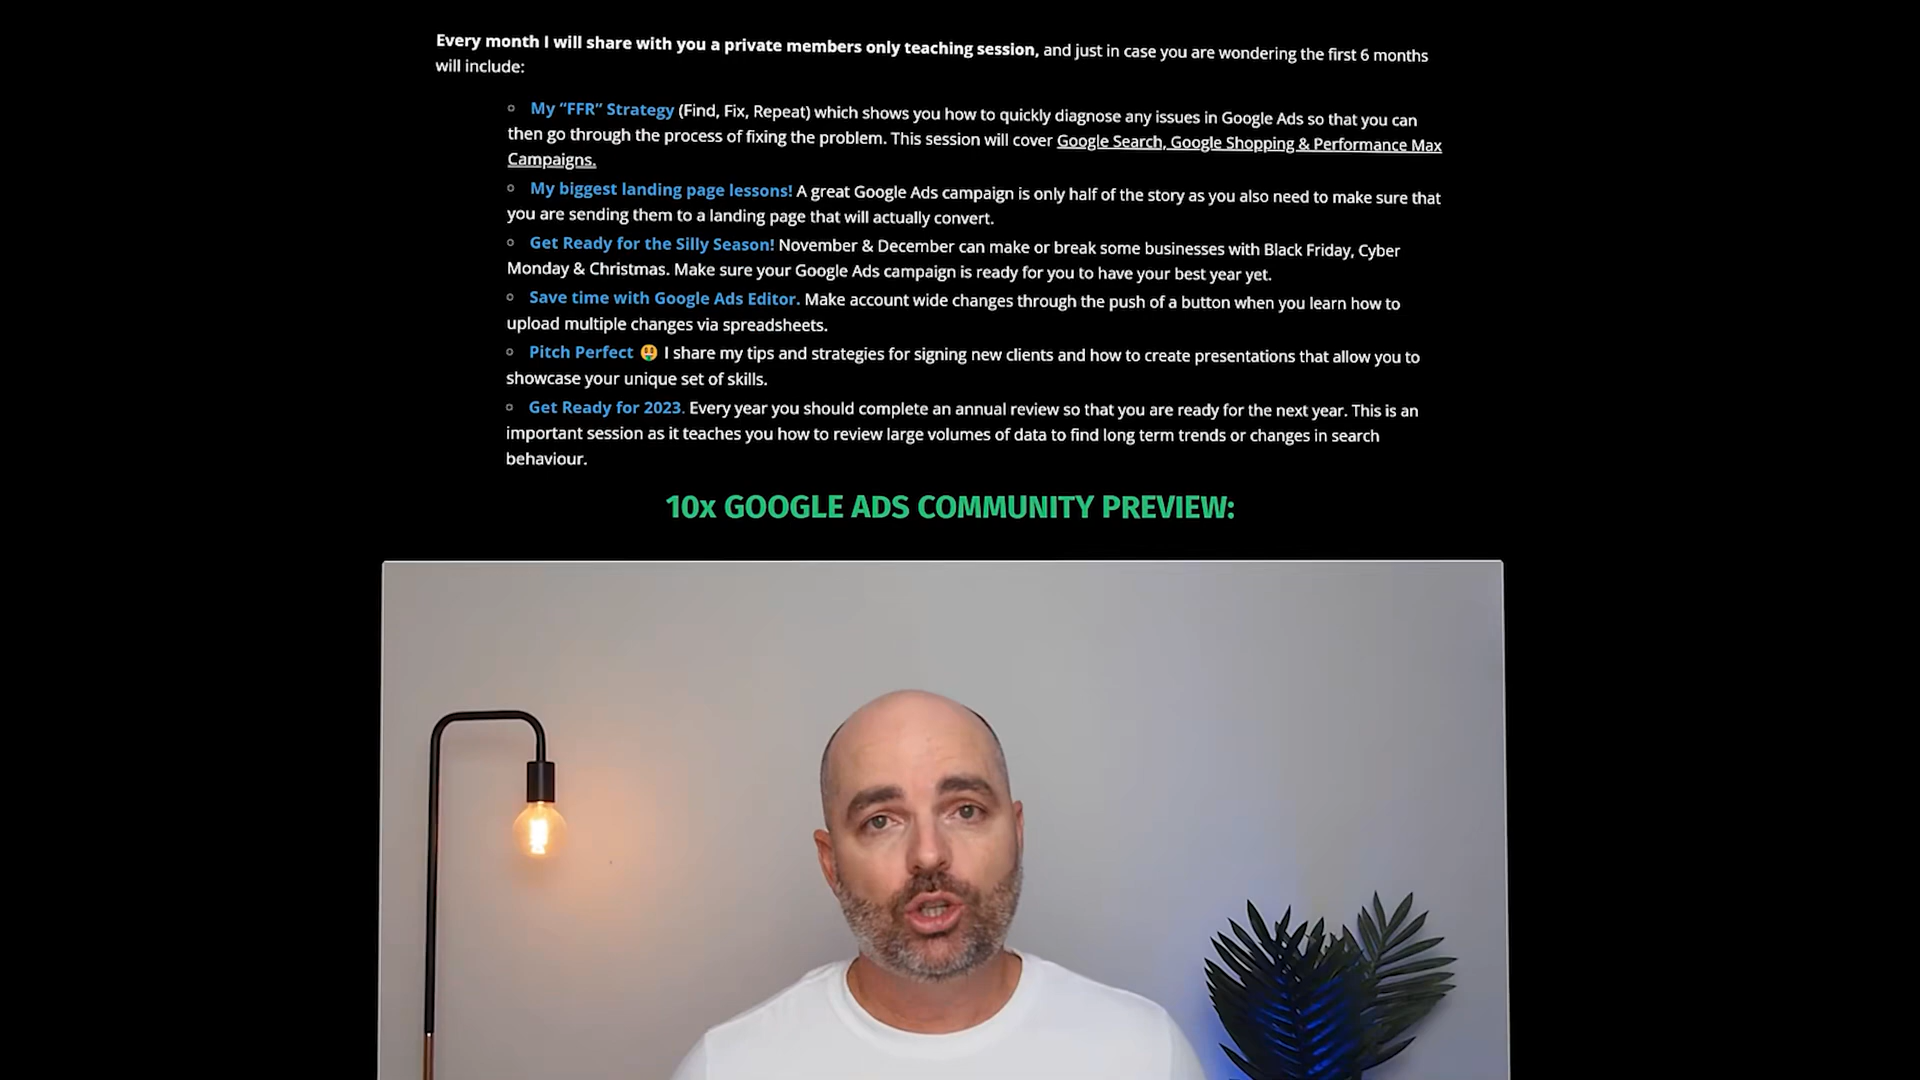 Every month I will share with you a private members only teaching session, and just in case you are wondering the first 6 months
will include:
My “FFR” Strategy (Find, Fix, Repeat) which shows you how to quickly diagnose any issues in Google Ads so that you can
then go through the process of fixing the problem. This session will cover Google Search, Google Shopping & Performance Max
Campaigns.
My biggest landing page lessons! A great Google Ads campaign is only half of the story as you also need to make sure that
you are sending them to a landing page that will actually convert.
Get Ready for the Silly Season! November & December can make or break some businesses with Black Friday, Cyber
Monday & Christmas. Make sure your Google Ads campaign is ready for you to have your best year yet.
Save time with Google Ads Editor. Make account wide changes through the push of a button when you learn how to
upload multiple changes via spreadsheets.
Pitch Perfect 🤑 I share my tips and strategies for signing new clients and how to create presentations that allow you to
showcase your unique set of skills.
Get Ready for 2023. Every year you should complete an annual review so that you are ready for the next year. This is an
important session as it teaches you how to review large volumes of data to find long term trends or changes in search
behaviour.
10x GOOGLE ADS COMMUNITY PREVIEW: